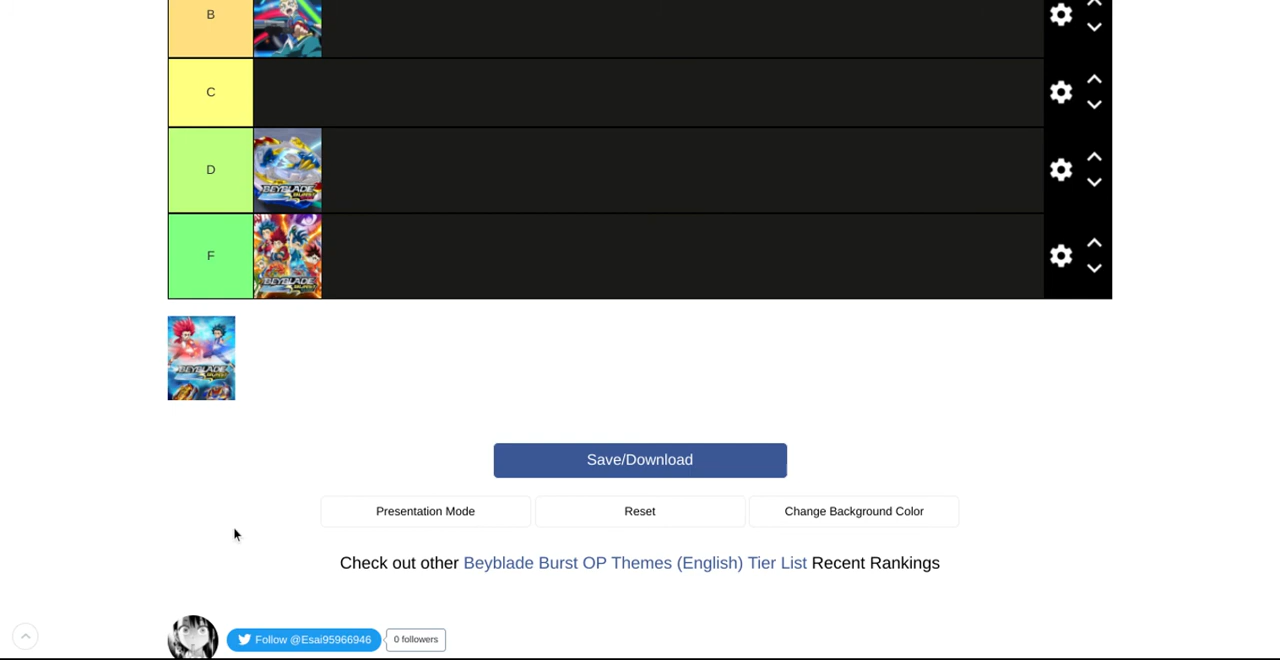 B
C
D
BEYBLADE
BURST
F
BEYBLADE
BURST
BEYBLADE
BURST
Save/Download
Presentation Mode
Reset
Change Background Color
Check out other Beyblade Burst OP Themes (English) Tier List Recent Rankings
Follow @Esai95966946
0 followers